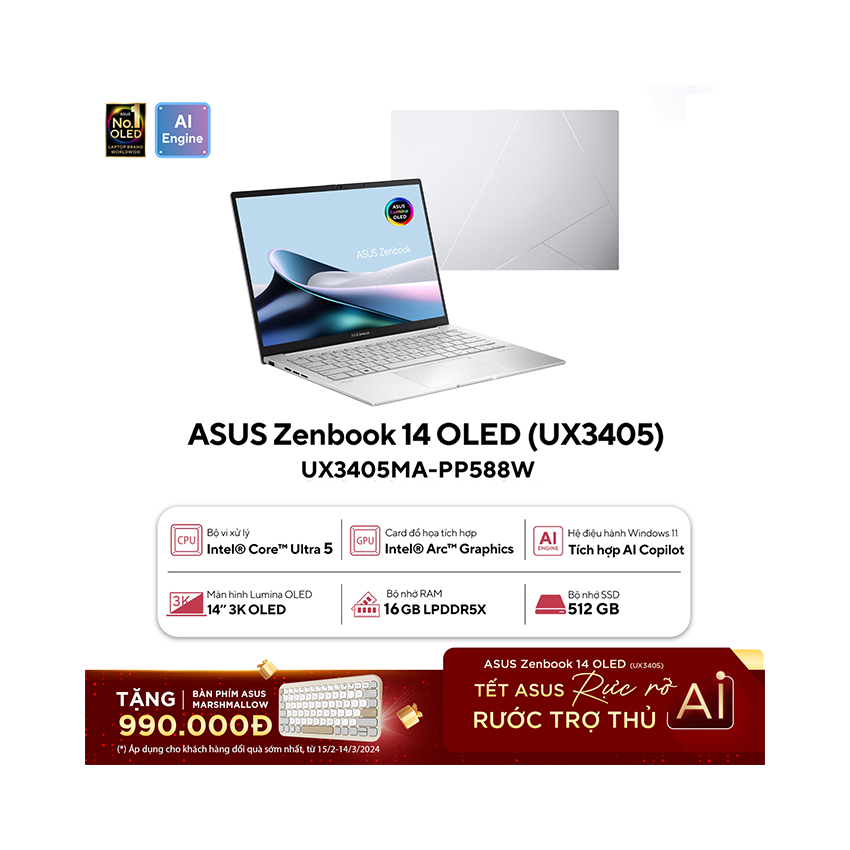 ASUS
No.1
OLED
LAPTOP BRAND
WORLDWIDE
AI
Engine
ASUS
Lumina
OLED
ASUS Zenbook
ASUS Zenbook 14 OLED (UX3405)
UX3405MA-PP588W
CPU
Bộ vi xử lý
Intel® Core™ Ultra 5
GPU
Card đồ họa tích hợp
Intel® Arc™ Graphics
AI
ENGINE
Hệ điều hành Windows 11
Tích hợp AI Copilot
3K
Màn hình Lumina OLED
14” 3K OLED
Bộ nhớ RAM
16GB LPDDR5X
Bộ nhớ SSD
512 GB
TẶNG
BÀN PHÍM ASUS
MARSHMALLOW
990.000Đ
(*) Áp dụng cho khách hàng đổi quà sớm nhất, từ 15/2-14/3/2024
ASUS Zenbook 14 OLED (UX3405)
TẾT ASUS Rực rỡ
RƯỚC TRỢ THỦ AI